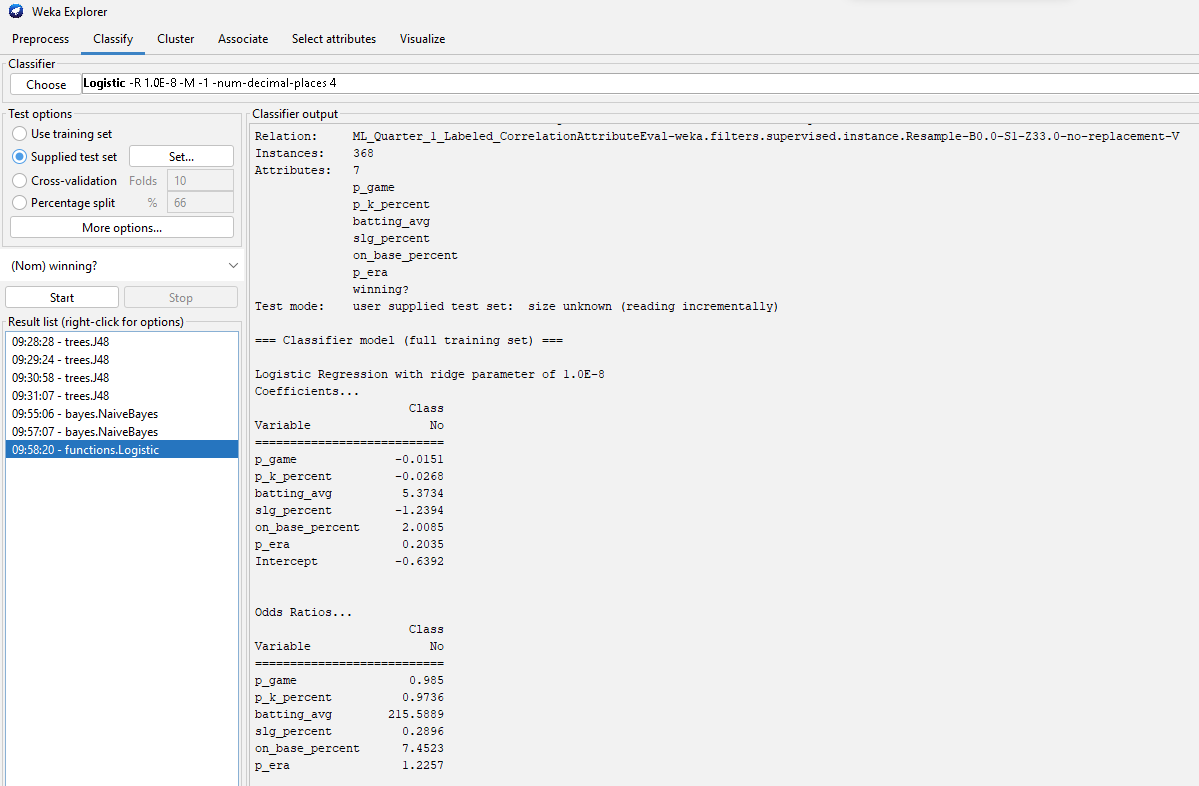 Weka Explorer
Preprocess Classify Cluster Associate Select attributes Visualize
Classifier
Choose Logistic -R 1.0E-8 -M -1 -num-decimal-places 4
Test options
Use training set
Supplied test set Set...
Cross-validation Folds 10
Percentage split % 66
More options...
(Nom) winning?
Start Stop
Result list (right-click for options)
09:28:28 - trees.J48
09:29:24 - trees.J48
09:30:58 - trees.J48
09:31:07 - trees.J48
09:55:06 - bayes.NaiveBayes
09:57:07 - bayes.NaiveBayes
09:58:20 - functions.Logistic
Classifier output
Relation: ML_Quarter_1_Labeled_CorrelationAttributeEval-weka.filters.supervised.instance.Resample-B0.0-S1-Z33.0-no-replacement-V
Instances: 368
Attributes: 7
p_game
p_k_percent
batting_avg
slg_percent
on_base_percent
p_era
winning?
Test mode: user supplied test set: size unknown (reading incrementally)
=== Classifier model (full training set) ===
Logistic Regression with ridge parameter of 1.0E-8
Coefficients...
Class
Variable No
===========================
p_game -0.0151
p_k_percent -0.0268
batting_avg 5.3734
slg_percent -1.2394
on_base_percent 2.0085
p_era 0.2035
Intercept -0.6392
Odds Ratios...
Class
Variable No
===========================
p_game 0.985
p_k_percent 0.9736
batting_avg 215.5889
slg_percent 0.2896
on_base_percent 7.4523
p_era 1.2257